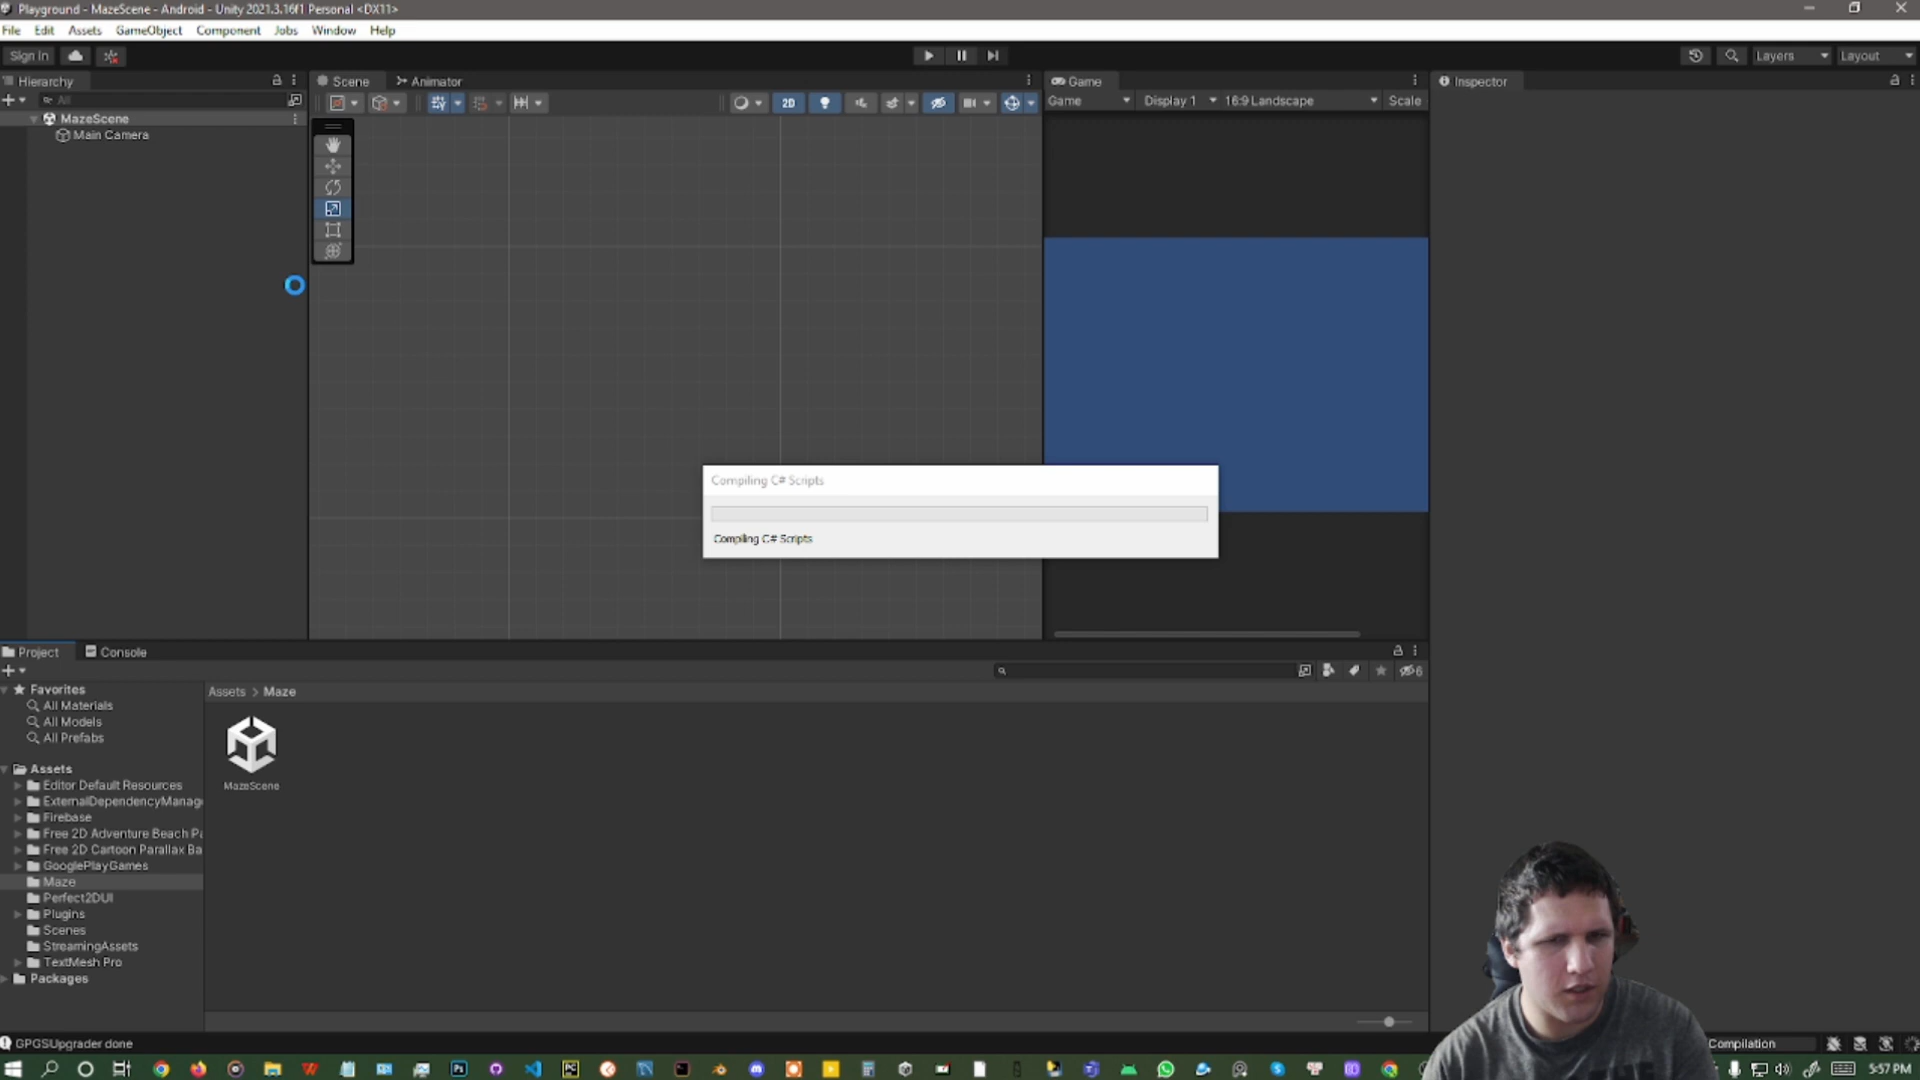 Playground - MazeScene - Android - Unity 2021.3.16f1 Personal <DX11>
File Edit Assets GameObject Component Jobs Window Help
Sign in Layers Layout
Hierarchy Scene Animator Game Inspector
All 2D Game Display 1 16:9 Landscape Scale
MazeScene
Main Camera
Compiling C# Scripts
Compiling C# Scripts
Project Console
6
Favorites
All Materials
All Models
All Prefabs
Assets > Maze
MazeScene
Assets
Editor Default Resources
ExternalDependencyManag
Firebase
Free 2D Adventure Beach Pa
Free 2D Cartoon Parallax Ba
GooglePlayGames
Maze
Perfect2DUI
Plugins
Scenes
StreamingAssets
TextMesh Pro
Packages
GPGSUpgrader done Compilation
5:57 PM